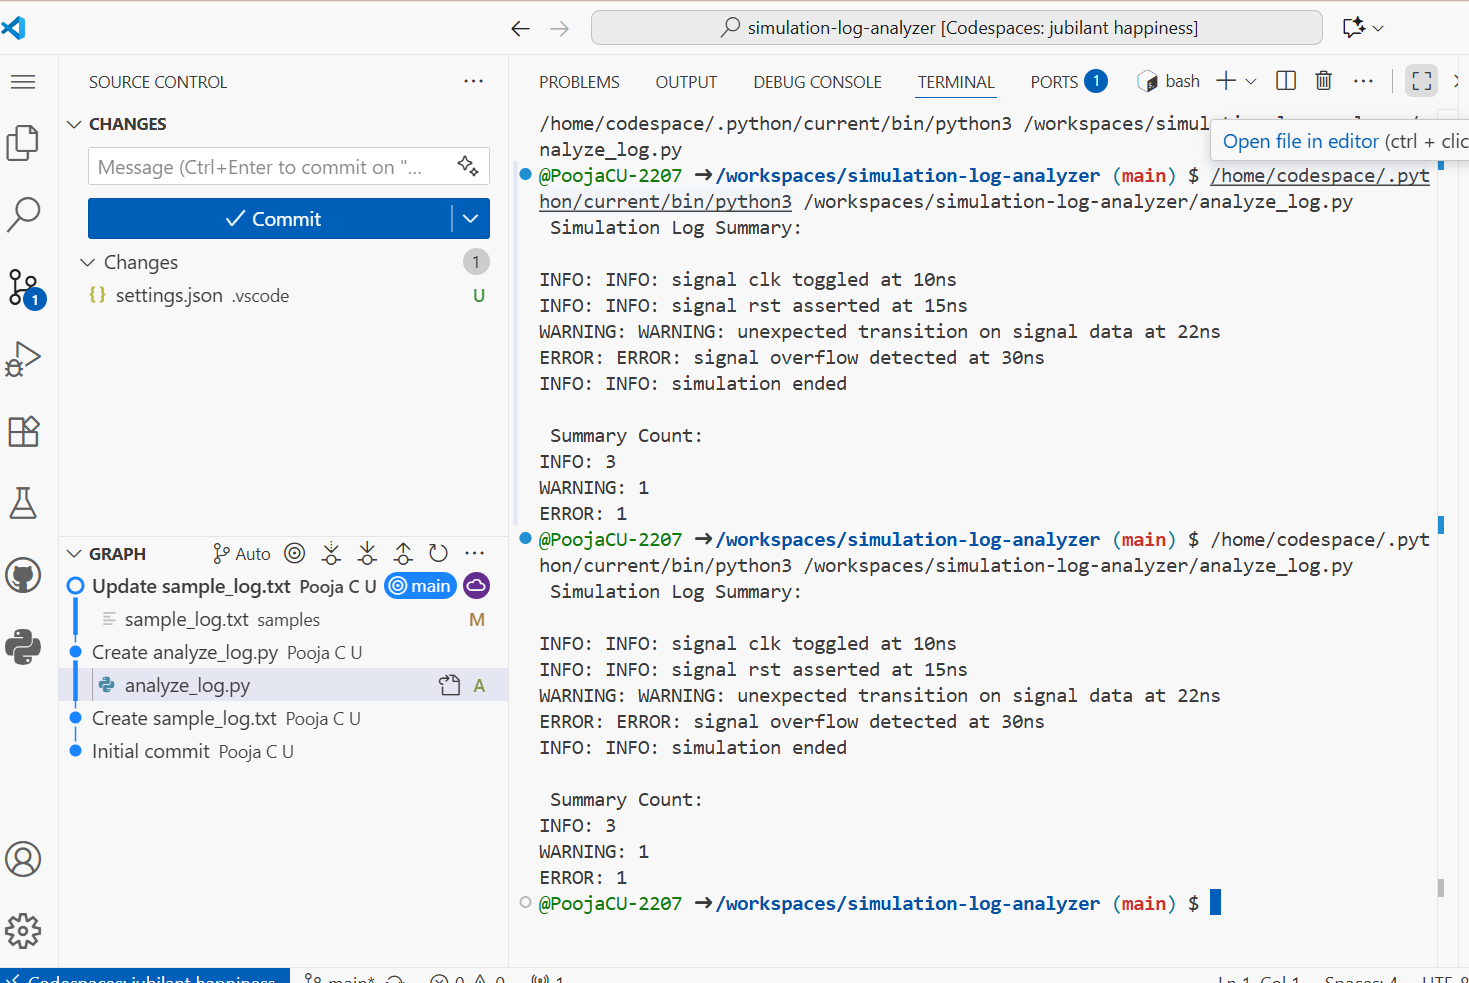 simulation-log-analyzer [Codespaces: jubilant happiness]
SOURCE CONTROL
CHANGES
Message (Ctrl+Enter to commit on "...
Commit
Changes 1
settings.json .vscode U
1
GRAPH Auto
Update sample_log.txt Pooja C U main
sample_log.txt samples M
Create analyze_log.py Pooja C U
analyze_log.py A
Create sample_log.txt Pooja C U
Initial commit Pooja C U
PROBLEMS OUTPUT DEBUG CONSOLE TERMINAL PORTS 1 bash
/home/codespace/.python/current/bin/python3
nalyze_log.py
Open file in editor (ctrl + clic
@PoojaCU-2207 ➜/workspaces/simulation-log-analyzer (main) $ /home/codespace/.pyt
hon/current/bin/python3 /workspaces/simulation-log-analyzer/analyze_log.py
Simulation Log Summary:
INFO: INFO: signal clk toggled at 10ns
INFO: INFO: signal rst asserted at 15ns
WARNING: WARNING: unexpected transition on signal data at 22ns
ERROR: ERROR: signal overflow detected at 30ns
INFO: INFO: simulation ended
Summary Count:
INFO: 3
WARNING: 1
ERROR: 1
@PoojaCU-2207 ➜/workspaces/simulation-log-analyzer (main) $ /home/codespace/.pyt
hon/current/bin/python3 /workspaces/simulation-log-analyzer/analyze_log.py
Simulation Log Summary:
INFO: INFO: signal clk toggled at 10ns
INFO: INFO: signal rst asserted at 15ns
WARNING: WARNING: unexpected transition on signal data at 22ns
ERROR: ERROR: signal overflow detected at 30ns
INFO: INFO: simulation ended
Summary Count:
INFO: 3
WARNING: 1
ERROR: 1
@PoojaCU-2207 ➜/workspaces/simulation-log-analyzer (main) $
Codespaces: jubilant happiness main* 0 0 1 Ln 1, Col 1 Spaces: 4 UTF-8